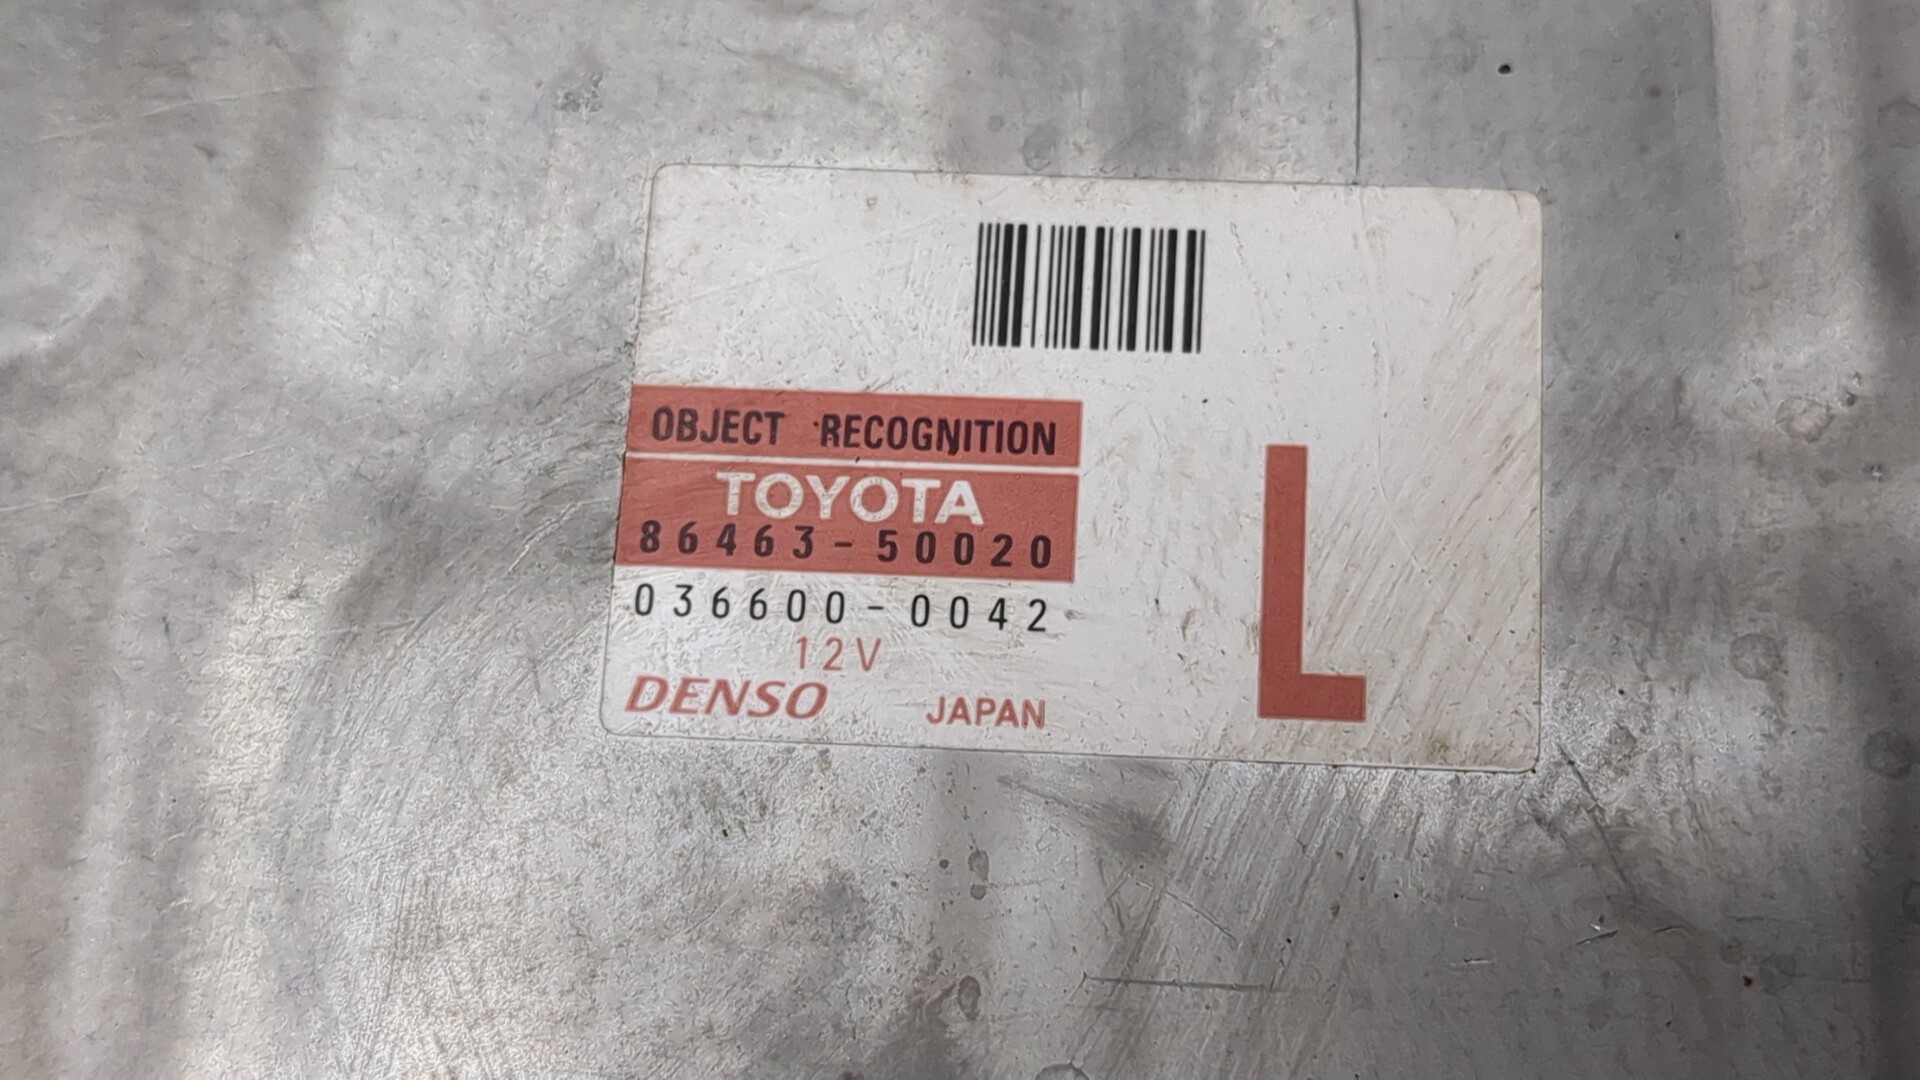 OBJECT RECOGNITION
TOYOTA
86463-50020
036600-0042
12V
DENSO JAPAN
L